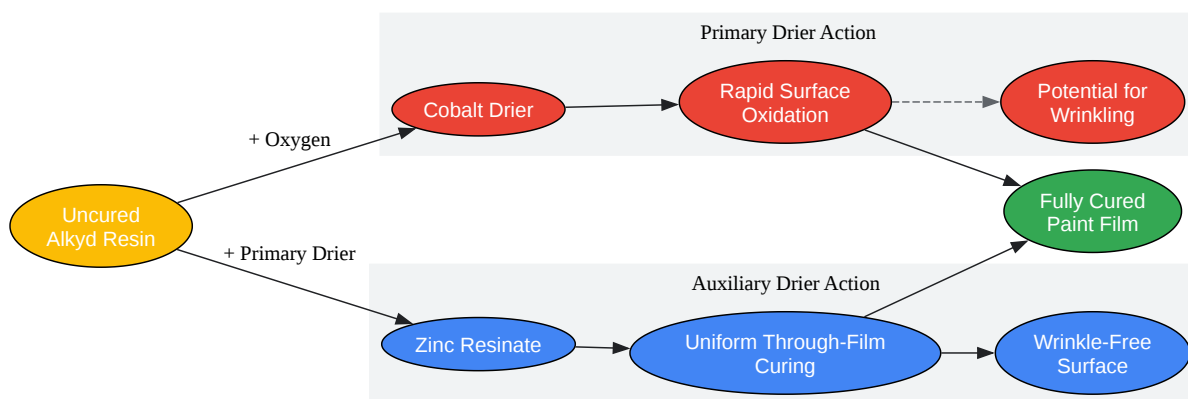 Primary Drier Action
Cobalt Drier
Rapid Surface
Oxidation
Potential for
Wrinkling
+ Oxygen
Uncured
Alkyd Resin
Fully Cured
Paint Film
+ Primary Drier
Auxiliary Drier Action
Zinc Resinate
Uniform Through-Film
Curing
Wrinkle-Free
Surface